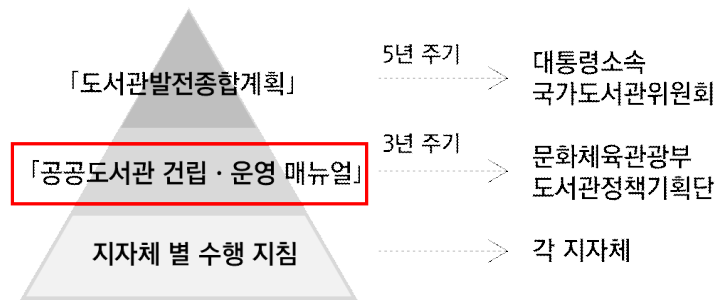 「도서관발전종합계획」
5년 주기
대통령소속
국가도서관위원회
「공공도서관 건립 · 운영 매뉴얼」
3년 주기
문화체육관광부
도서관정책기획단
지자체 별 수행 지침
각 지자체